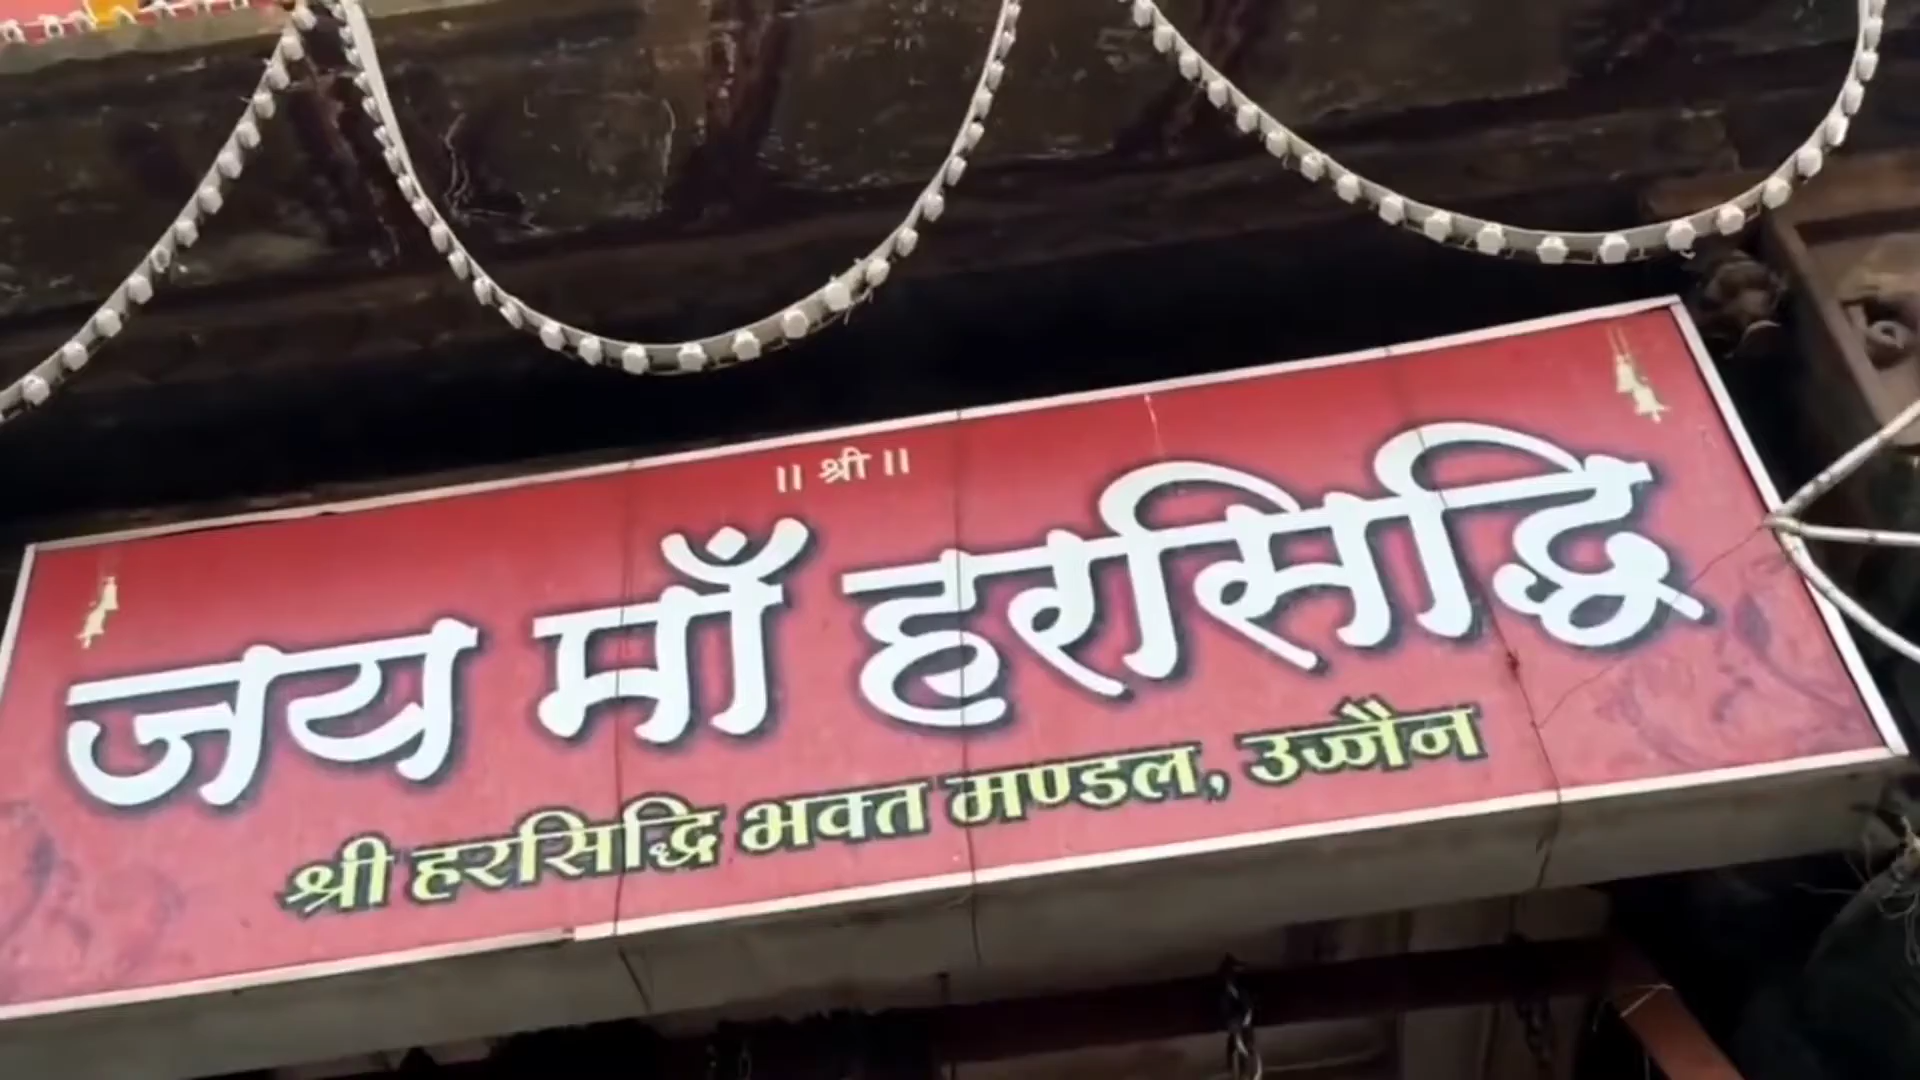 ॥ श्री ॥
जय माँ हरसिद्धि
श्री हरसिद्धि भक्त मण्डल, उज्जैन